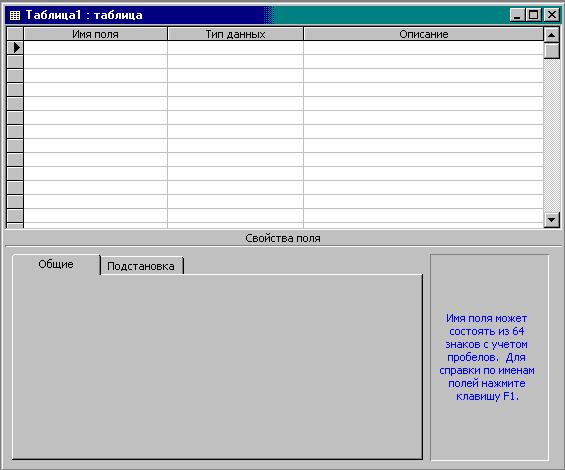 Таблица1 : таблица
Имя поля Тип данных Описание
Свойства поля
Общие Подстановка
Имя поля может
состоять из 64
знаков с учетом
пробелов. Для
справки по именам
полей нажмите
клавишу F1.